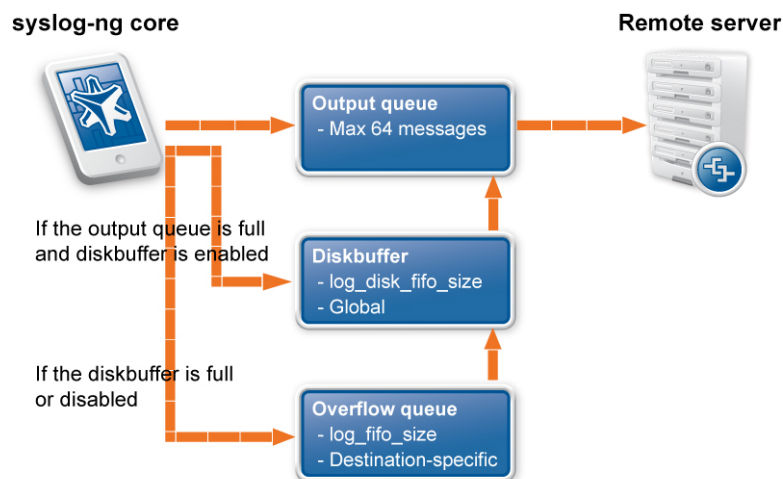 syslog-ng core
Remote server
Output queue
- Max 64 messages
If the output queue is full
and diskbuffer is enabled
Diskbuffer
- log_disk_fifo_size
- Global
If the diskbuffer is full
or disabled
Overflow queue
- log_fifo_size
- Destination-specific